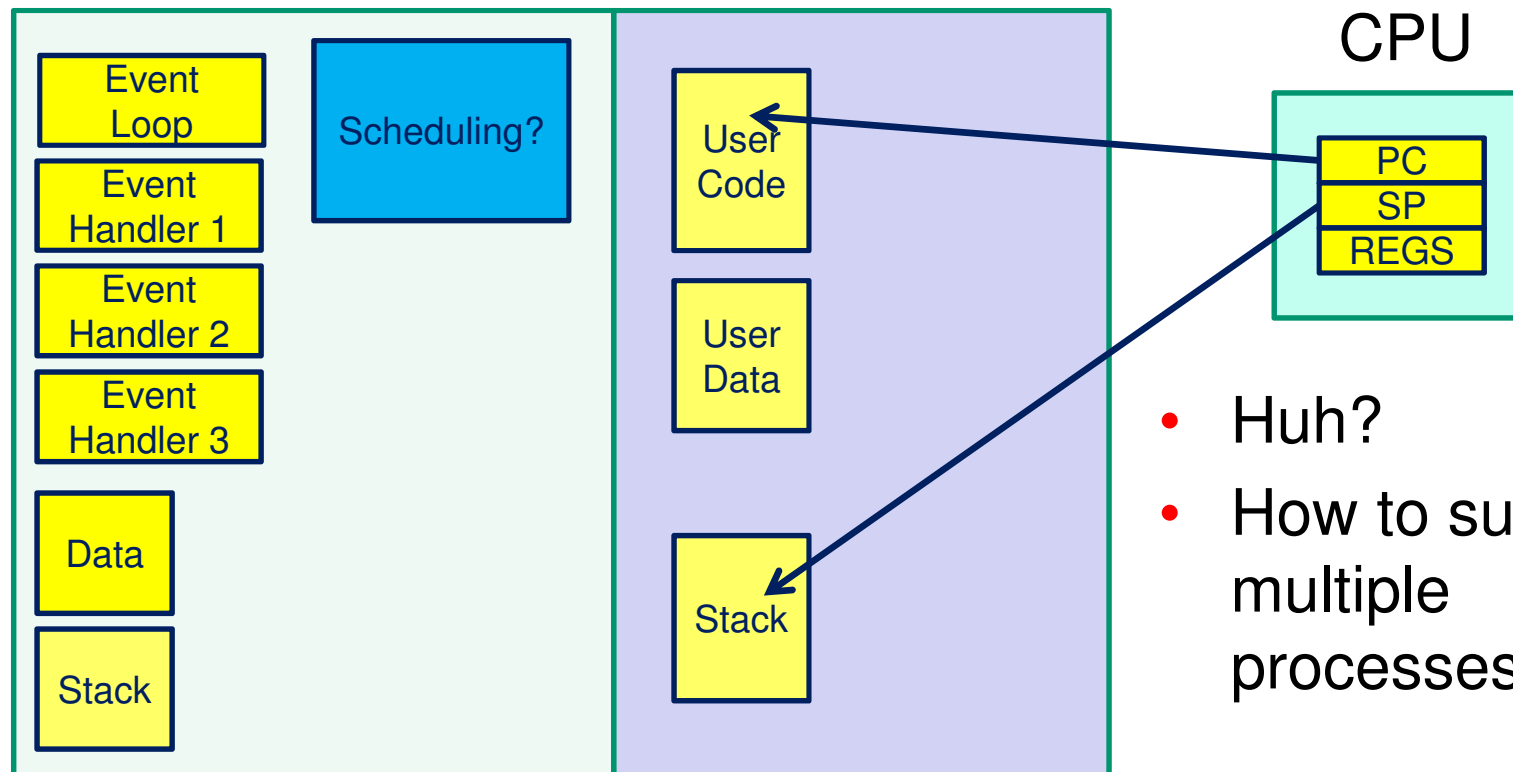 Event
Loop
Event
Handler 1
Event
Handler 2
Event
Handler 3
Data
Stack
Scheduling?
User
Code
User
Data
Stack
CPU
PC
SP
REGS
• Huh?
• How to su
multiple
processes